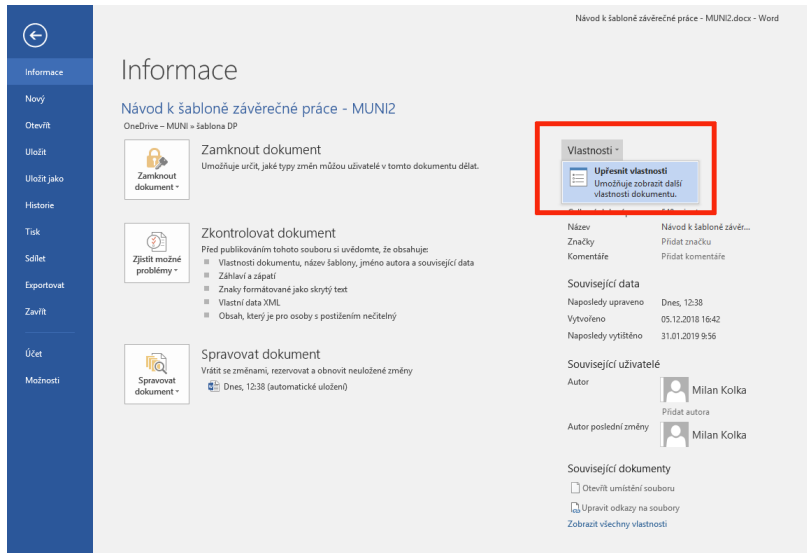 Návod k šabloně závěrečné práce - MUNI2.docx - Word
Informace
Nový
Otevřít
Uložit
Uložit jako
Historie
Tisk
Sdílet
Exportovat
Zavřít
Účet
Možnosti
Informace
Návod k šabloně závěrečné práce - MUNI2
OneDrive – MUNI » šablona DP
Zamknout
dokument
Zamknout dokument
Umožňuje určit, jaké typy změn můžou uživatelé v tomto dokumentu dělat.
Zjistit možné
problémy
Zkontrolovat dokument
Před publikováním tohoto souboru si uvědomte, že obsahuje:
Vlastnosti dokumentu, název šablony, jméno autora a související data
Záhlaví a zápatí
Znaky formátované jako skrytý text
Vlastní data XML
Obsah, který je pro osoby s postižením nečitelný
Spravovat
dokument
Spravovat dokument
Vrátit se změnami, rezervovat a obnovit neuložené změny
Dnes, 12:38 (automatické uložení)
Vlastnosti
Upřesnit vlastnosti
Umožňuje zobrazit další
vlastnosti dokumentu.
Název Návod k šabloně závěr...
Značky Přidat značku
Komentáře Přidat komentáře
Související data
Naposledy upraveno Dnes, 12:38
Vytvořeno 05.12.2018 16:42
Naposledy vytištěno 31.01.2019 9:56
Související uživatelé
Autor Milan Kolka
Přidat autora
Autor poslední změny Milan Kolka
Související dokumenty
Otevřít umístění souboru
Upravit odkazy na soubory
Zobrazit všechny vlastnosti